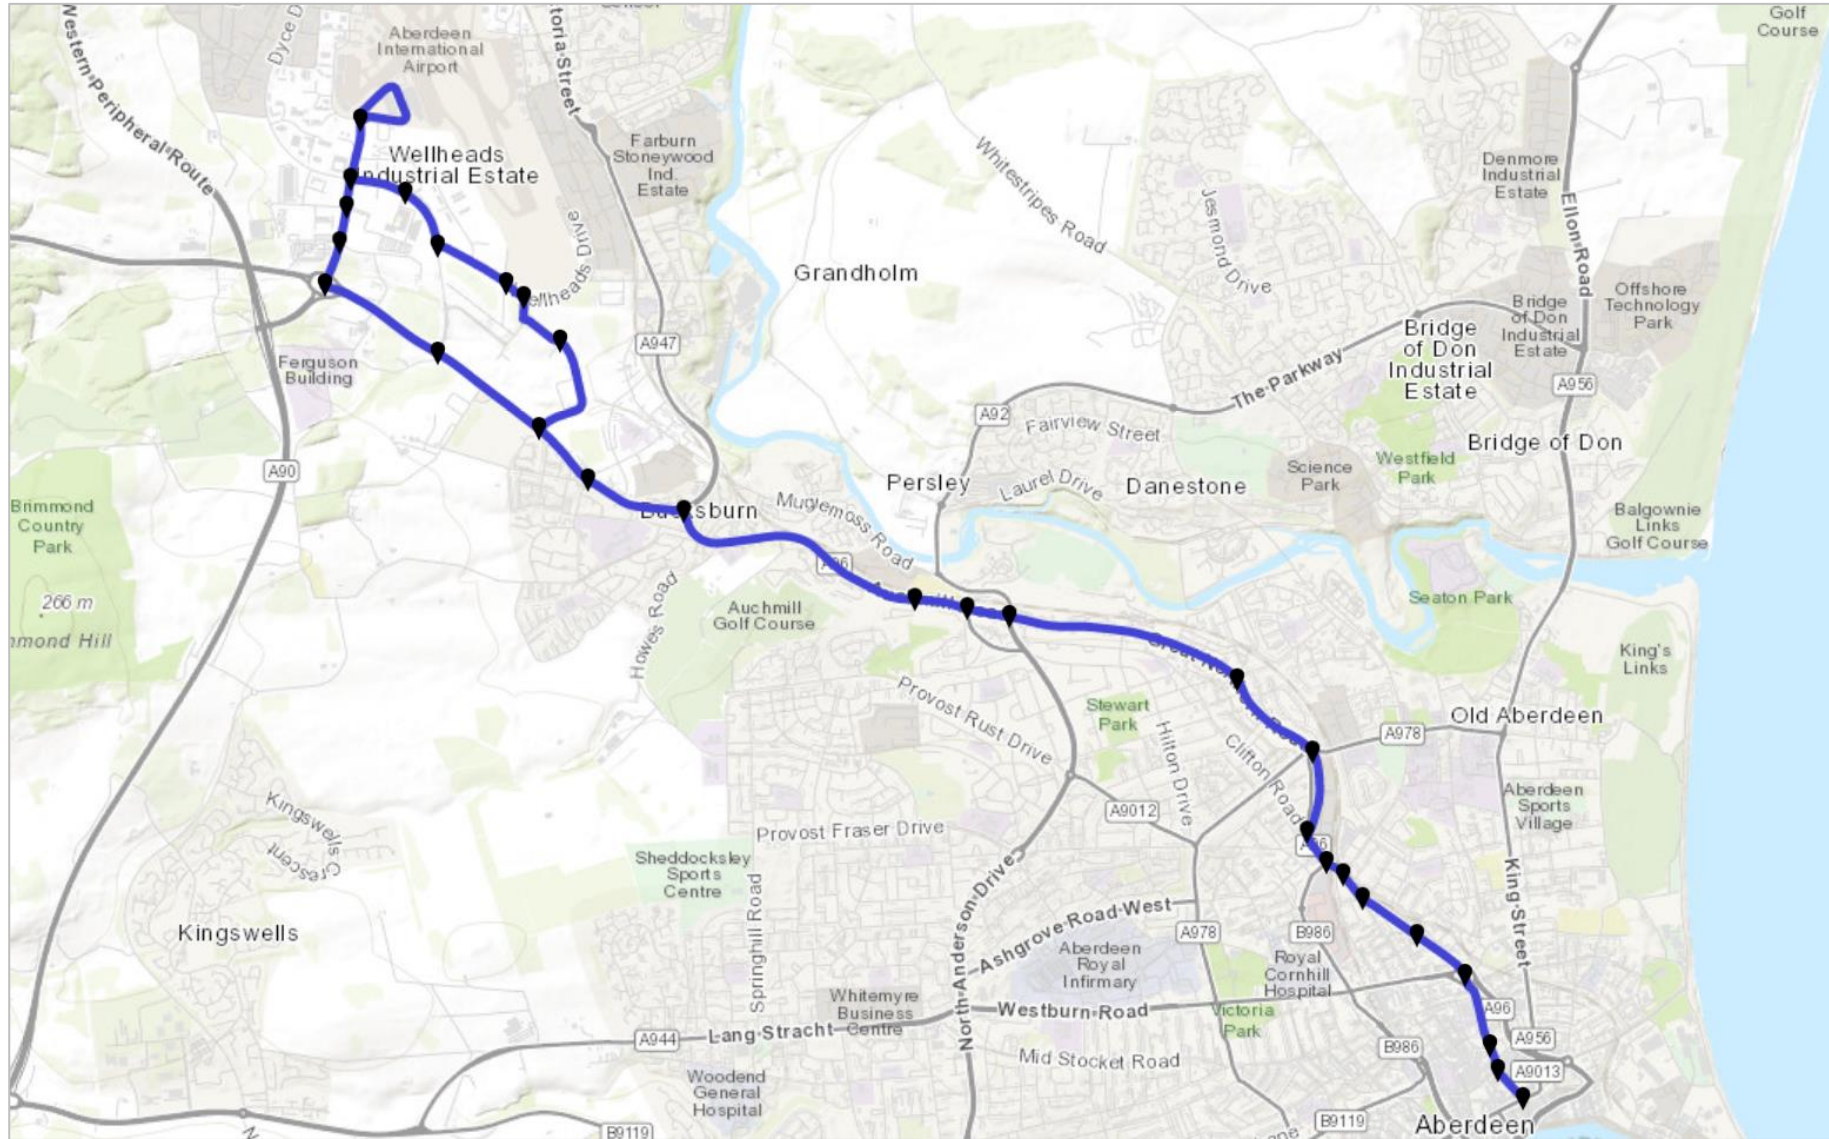 Golf
Course
Western Peripheral Route
Dyce D
Aberdeen
International
Airport
toria Street
Farburn
Stoneywood
Ind.
Estate
Wellheads
Industrial Estate
Whitestripes Road
Jesmond Drive
Denmore
Industrial
Estate
Ellon Road
Grandholm
Offshore
Technology
Park
Bridge
of Don
Industrial
Estate
Bridge
of Don
Industrial
Estate
ellheads Drive
A947
Ferguson
Building
The Parkway
A956
A92
Fairview Street
Bridge of Don
A90
Persley
Laurel Drive
Danestone
Science
Park
Westfield
Park
Brimmond
Country
Park
Mugiemoss Road
Balgownie
Links
Golf Course
266 m
mmond Hill
Howes Road
Auchmill
Golf Course
Seaton Park
King's
Links
Provost Rust Drive
Stewart
Park
Hilton Drive
Clifton Road
A978
Old Aberdeen
Kingswells
Crescent
Provost Fraser Drive
A9012
Aberdeen
Sports
Village
Sheddocksley
Sports
Centre
Springhill Road
North Anderson Drive
Ashgrove Road West
King Street
Kingswells
A978
B986
Aberdeen
Royal
Infirmary
Royal
Cornhill
Hospital
Whitemyre
Business
Centre
Westburn Road
Victoria
Park
A96
A944
Lang Stracht
A956
B986
Mid Stocket Road
A9013
Woodend
General
Hospital
B9119
B9119
Aberdeen